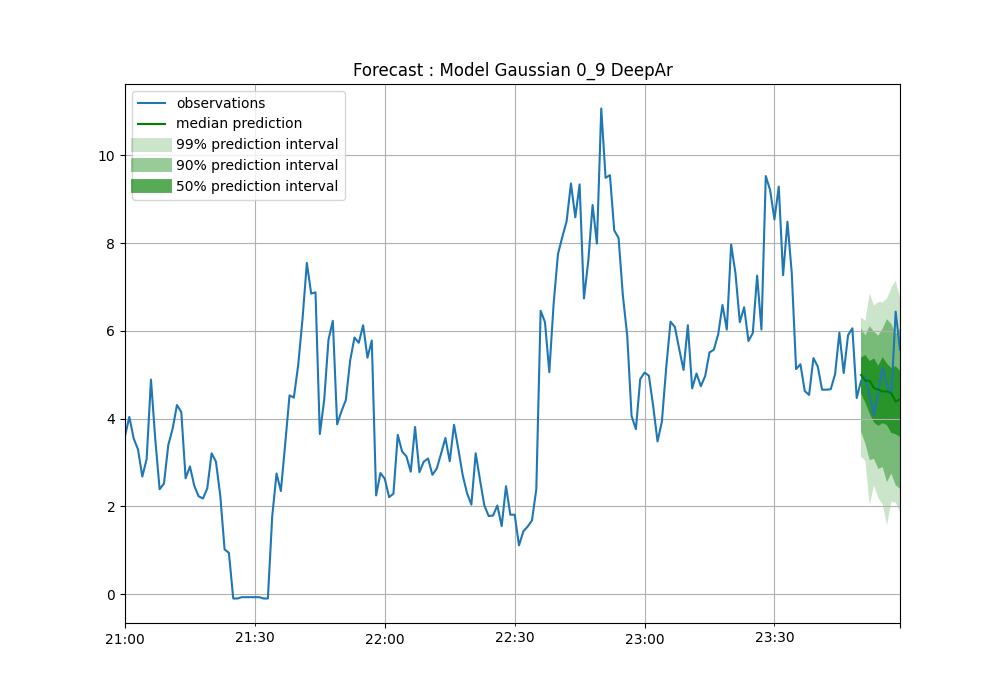 Forecast : Model Gaussian 0_9 DeepAr
observations
median prediction
99% prediction interval
90% prediction interval
50% prediction interval
10
8
6
4
2
0
21:00
21:30
22:00
22:30
23:00
23:30